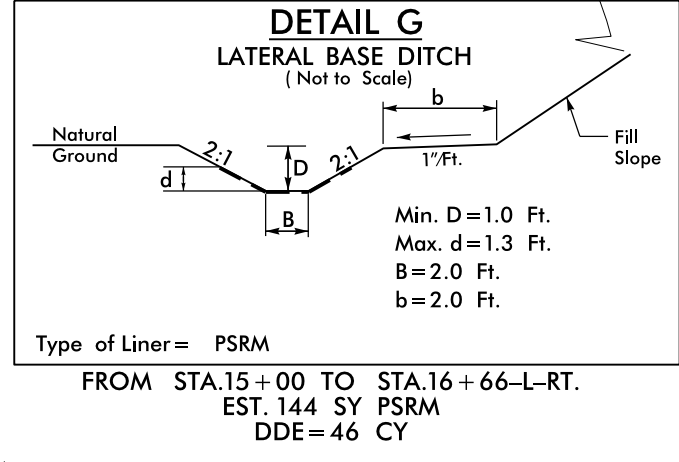 DETAIL G
LATERAL BASE DITCH
( Not to Scale)
b
Natural
Ground
2:1
D
2:1
1"/Ft.
Fill
Slope
d
B
Min. D=1.0 Ft.
Max. d=1.3 Ft.
B=2.0 Ft.
b=2.0 Ft.
Type of Liner= PSRM
FROM STA.15+00 TO STA.16+66-L-RT.
EST. 144 SY PSRM
DDE=46 CY